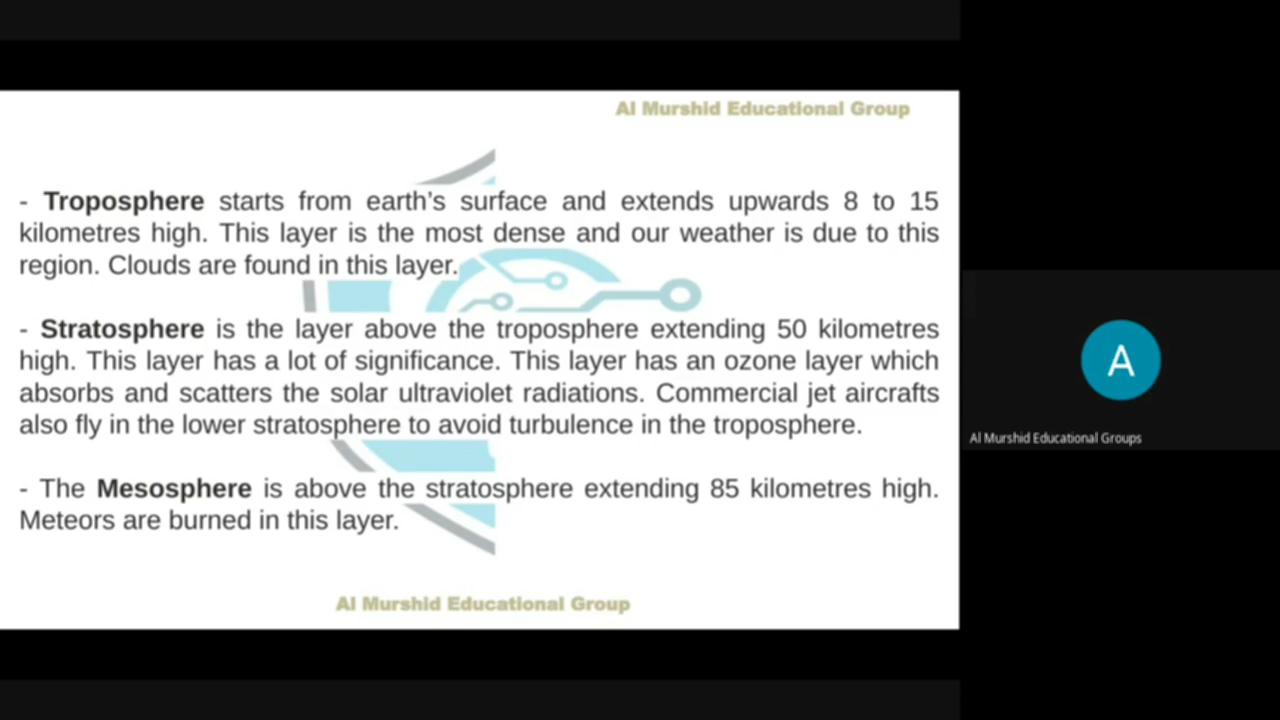 Al Murshid Educational Group
- Troposphere starts from earth’s surface and extends upwards 8 to 15
kilometres high. This layer is the most dense and our weather is due to this
region. Clouds are found in this layer.
- Stratosphere is the layer above the troposphere extending 50 kilometres
high. This layer has a lot of significance. This layer has an ozone layer which
absorbs and scatters the solar ultraviolet radiations. Commercial jet aircrafts
also fly in the lower stratosphere to avoid turbulence in the troposphere.
- The Mesosphere is above the stratosphere extending 85 kilometres high.
Meteors are burned in this layer.
Al Murshid Educational Group
A
Al Murshid Educational Groups